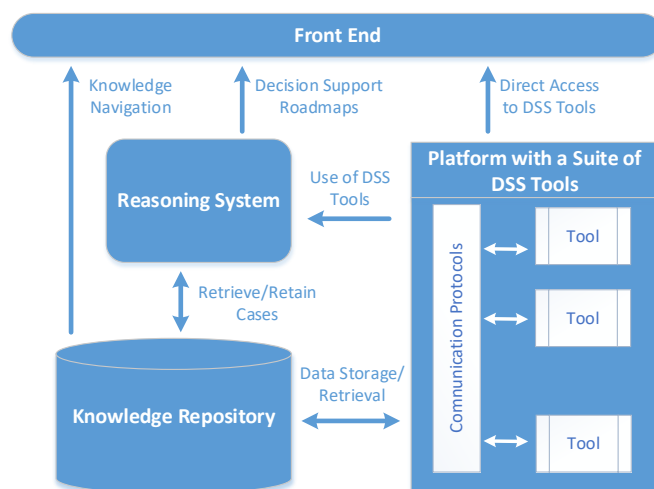 Front End
Knowledge
Navigation
Decision Support
Roadmaps
Direct Access
to DSS Tools
Reasoning System
Use of DSS
Tools
Platform with a Suite of
DSS Tools
Communication Protocols
Tool
Tool
Tool
Retrieve/Retain
Cases
Data Storage/
Retrieval
Knowledge Repository